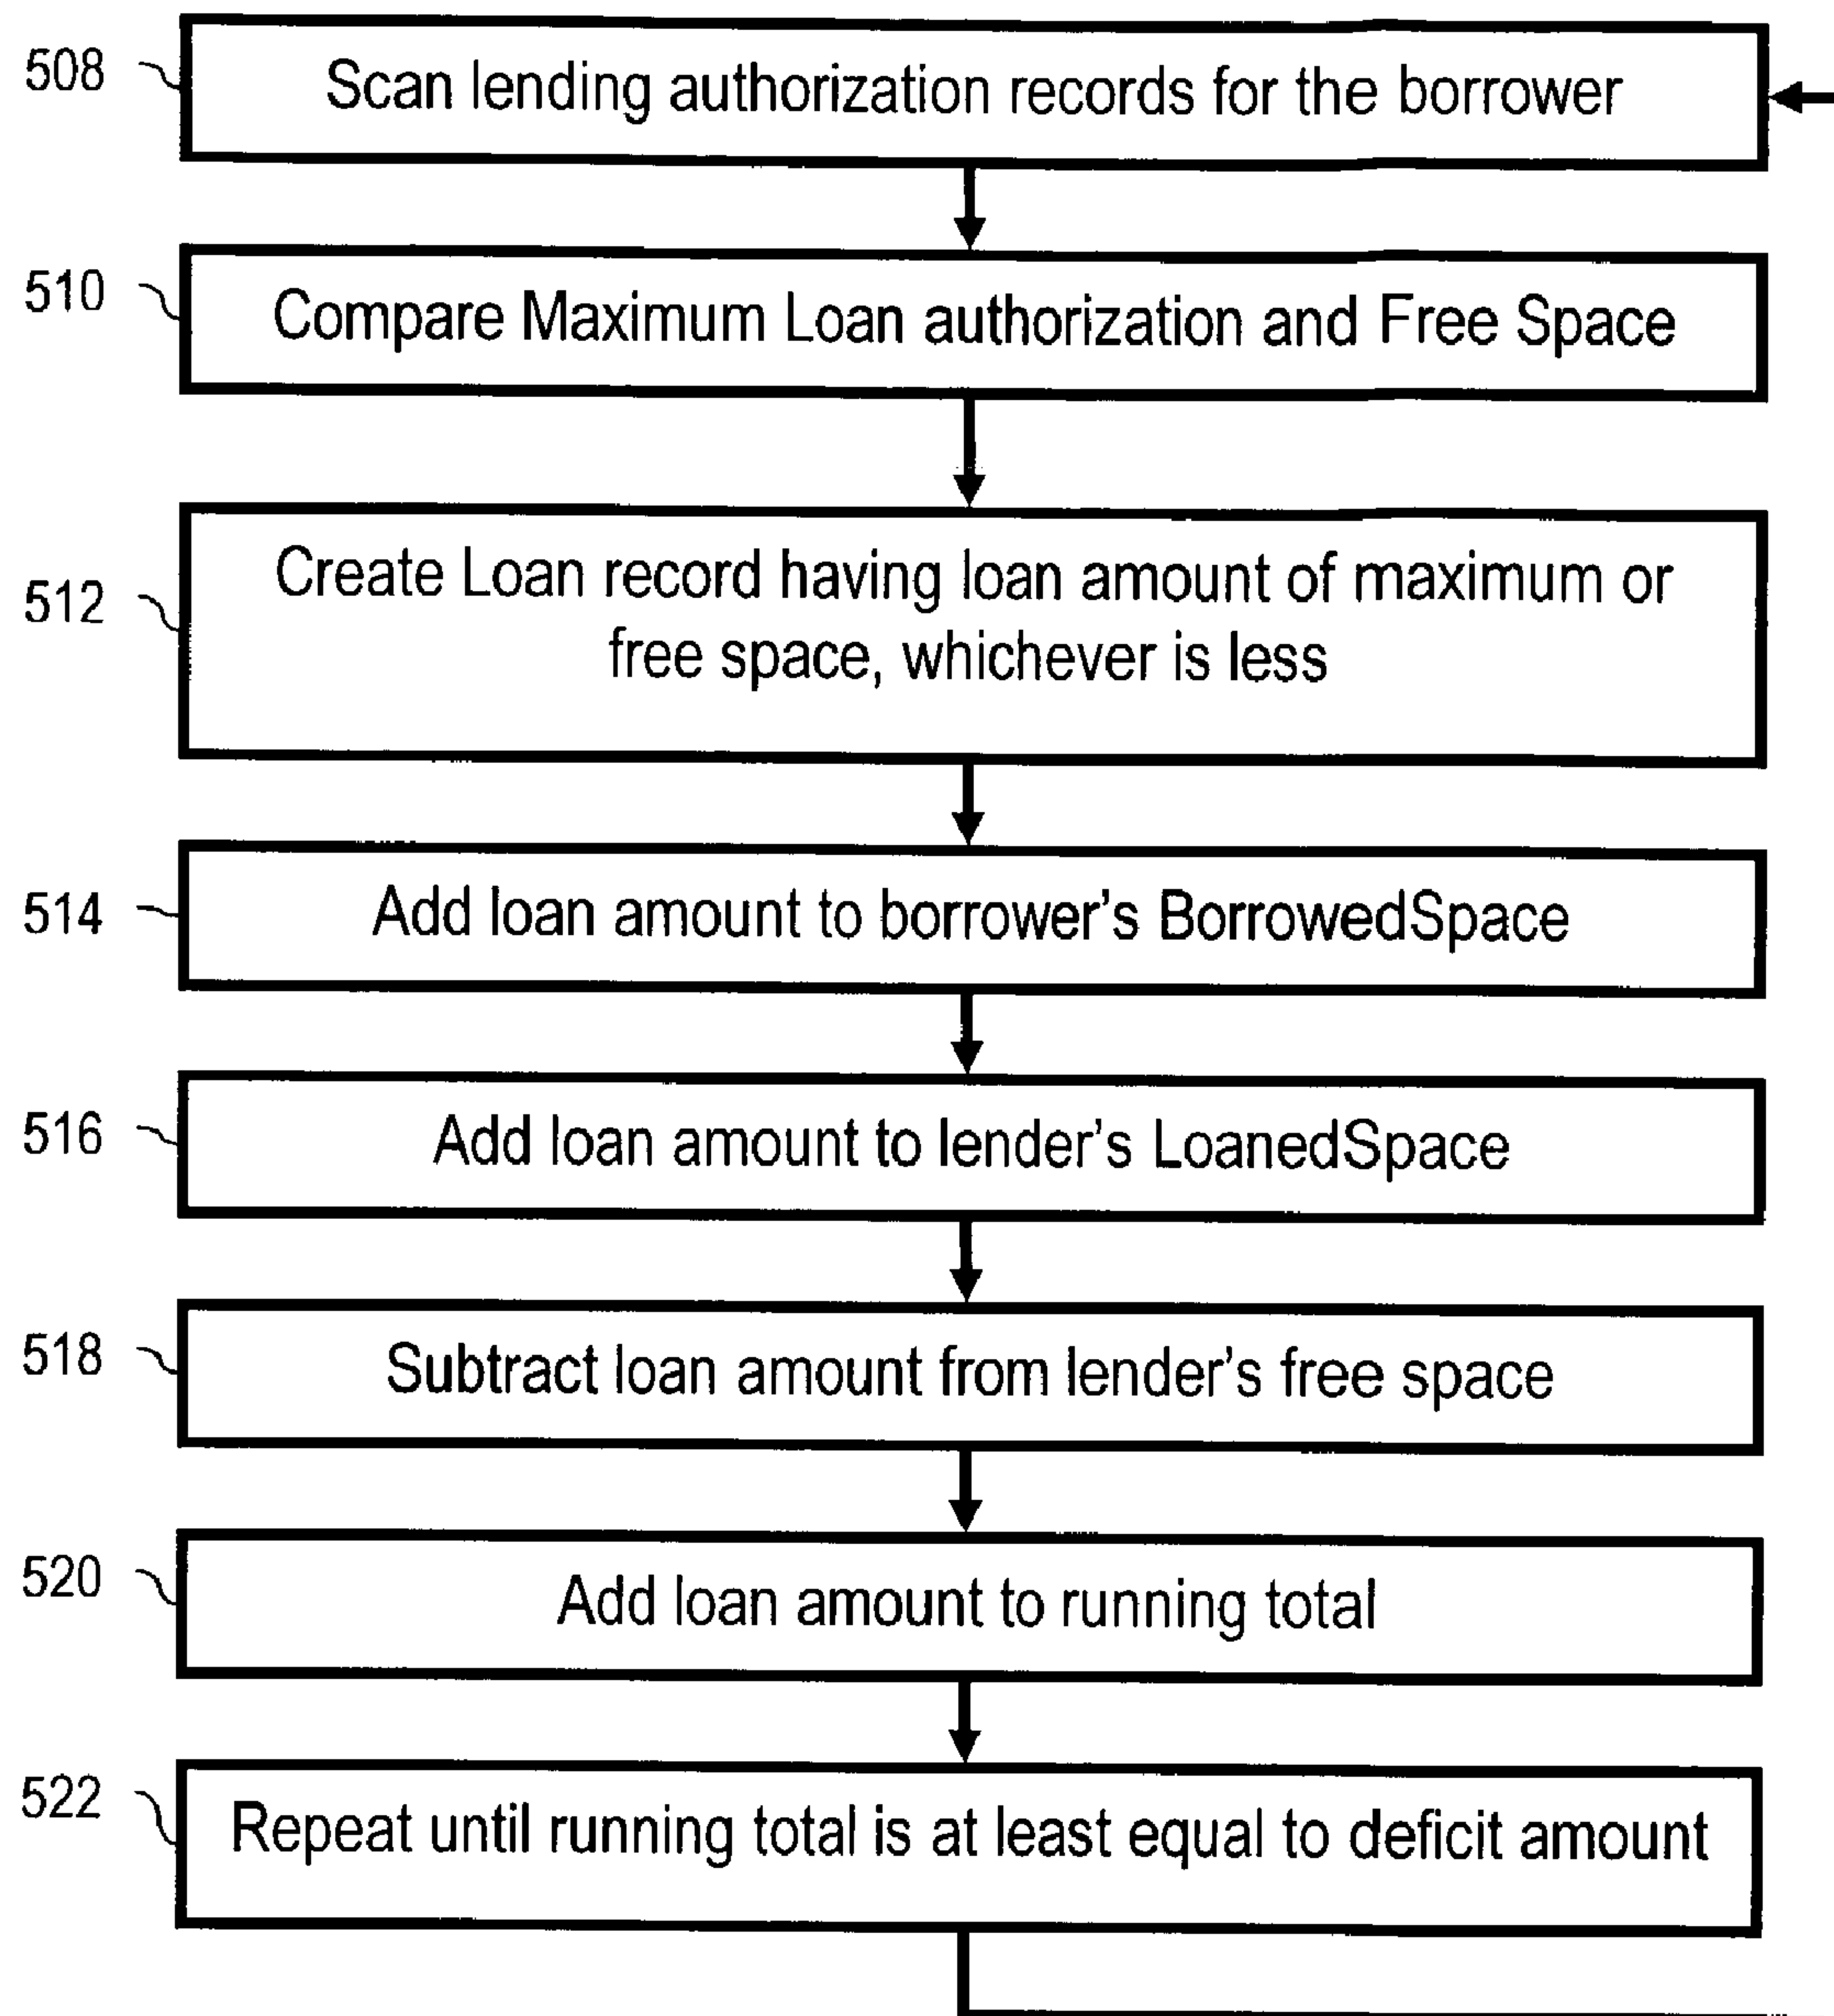 508
Scan lending authorization records for the borrower
510
Compare Maximum Loan authorization and Free Space
512
Create Loan record having loan amount of maximum or
free space, whichever is less
514
Add loan amount to borrower's BorrowedSpace
516
Add loan amount to lender's LoanedSpace
518
Subtract loan amount from lender's free space
520
Add loan amount to running total
522
Repeat until running total is at least equal to deficit amount